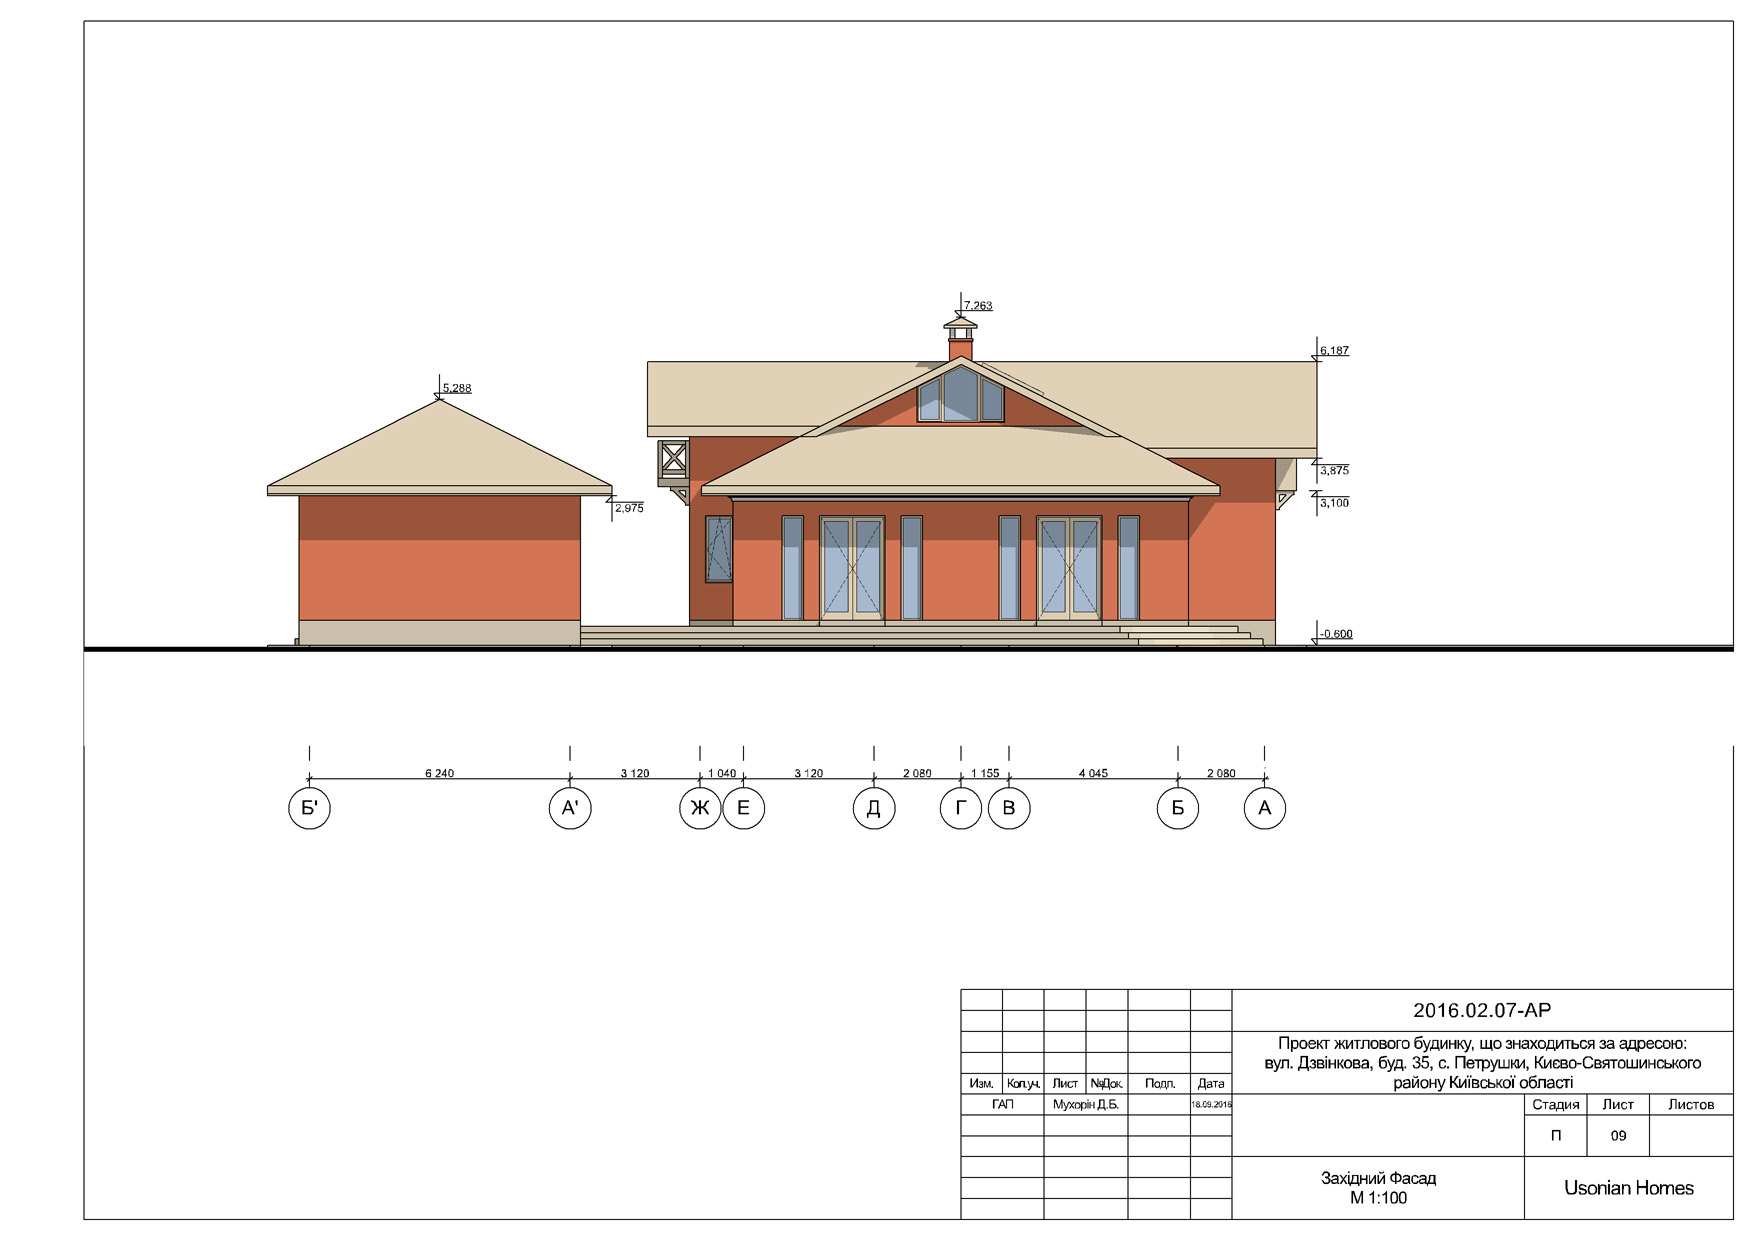 7.263
6,187
5,288
3,875
2,975
3,100
-0,600
6 240 3 120 1 040 3 120 2 080 1 155 4 045 2 080
Б' А' Ж Е Д Г В Б А
2016.02.07-АР
Проект житлового будинку, що знаходиться за адресою:
вул. Дзвінкова, буд. 35, с. Петрушки, Києво-Святошинського
району Київської області
Изм. Кол.уч. Лист №Док. Подп. Дата
ГАП Мухорін Д.Б. 18.09.2016
Стадия Лист Листов
П 09
Західний Фасад
М 1:100
Usonian Homes